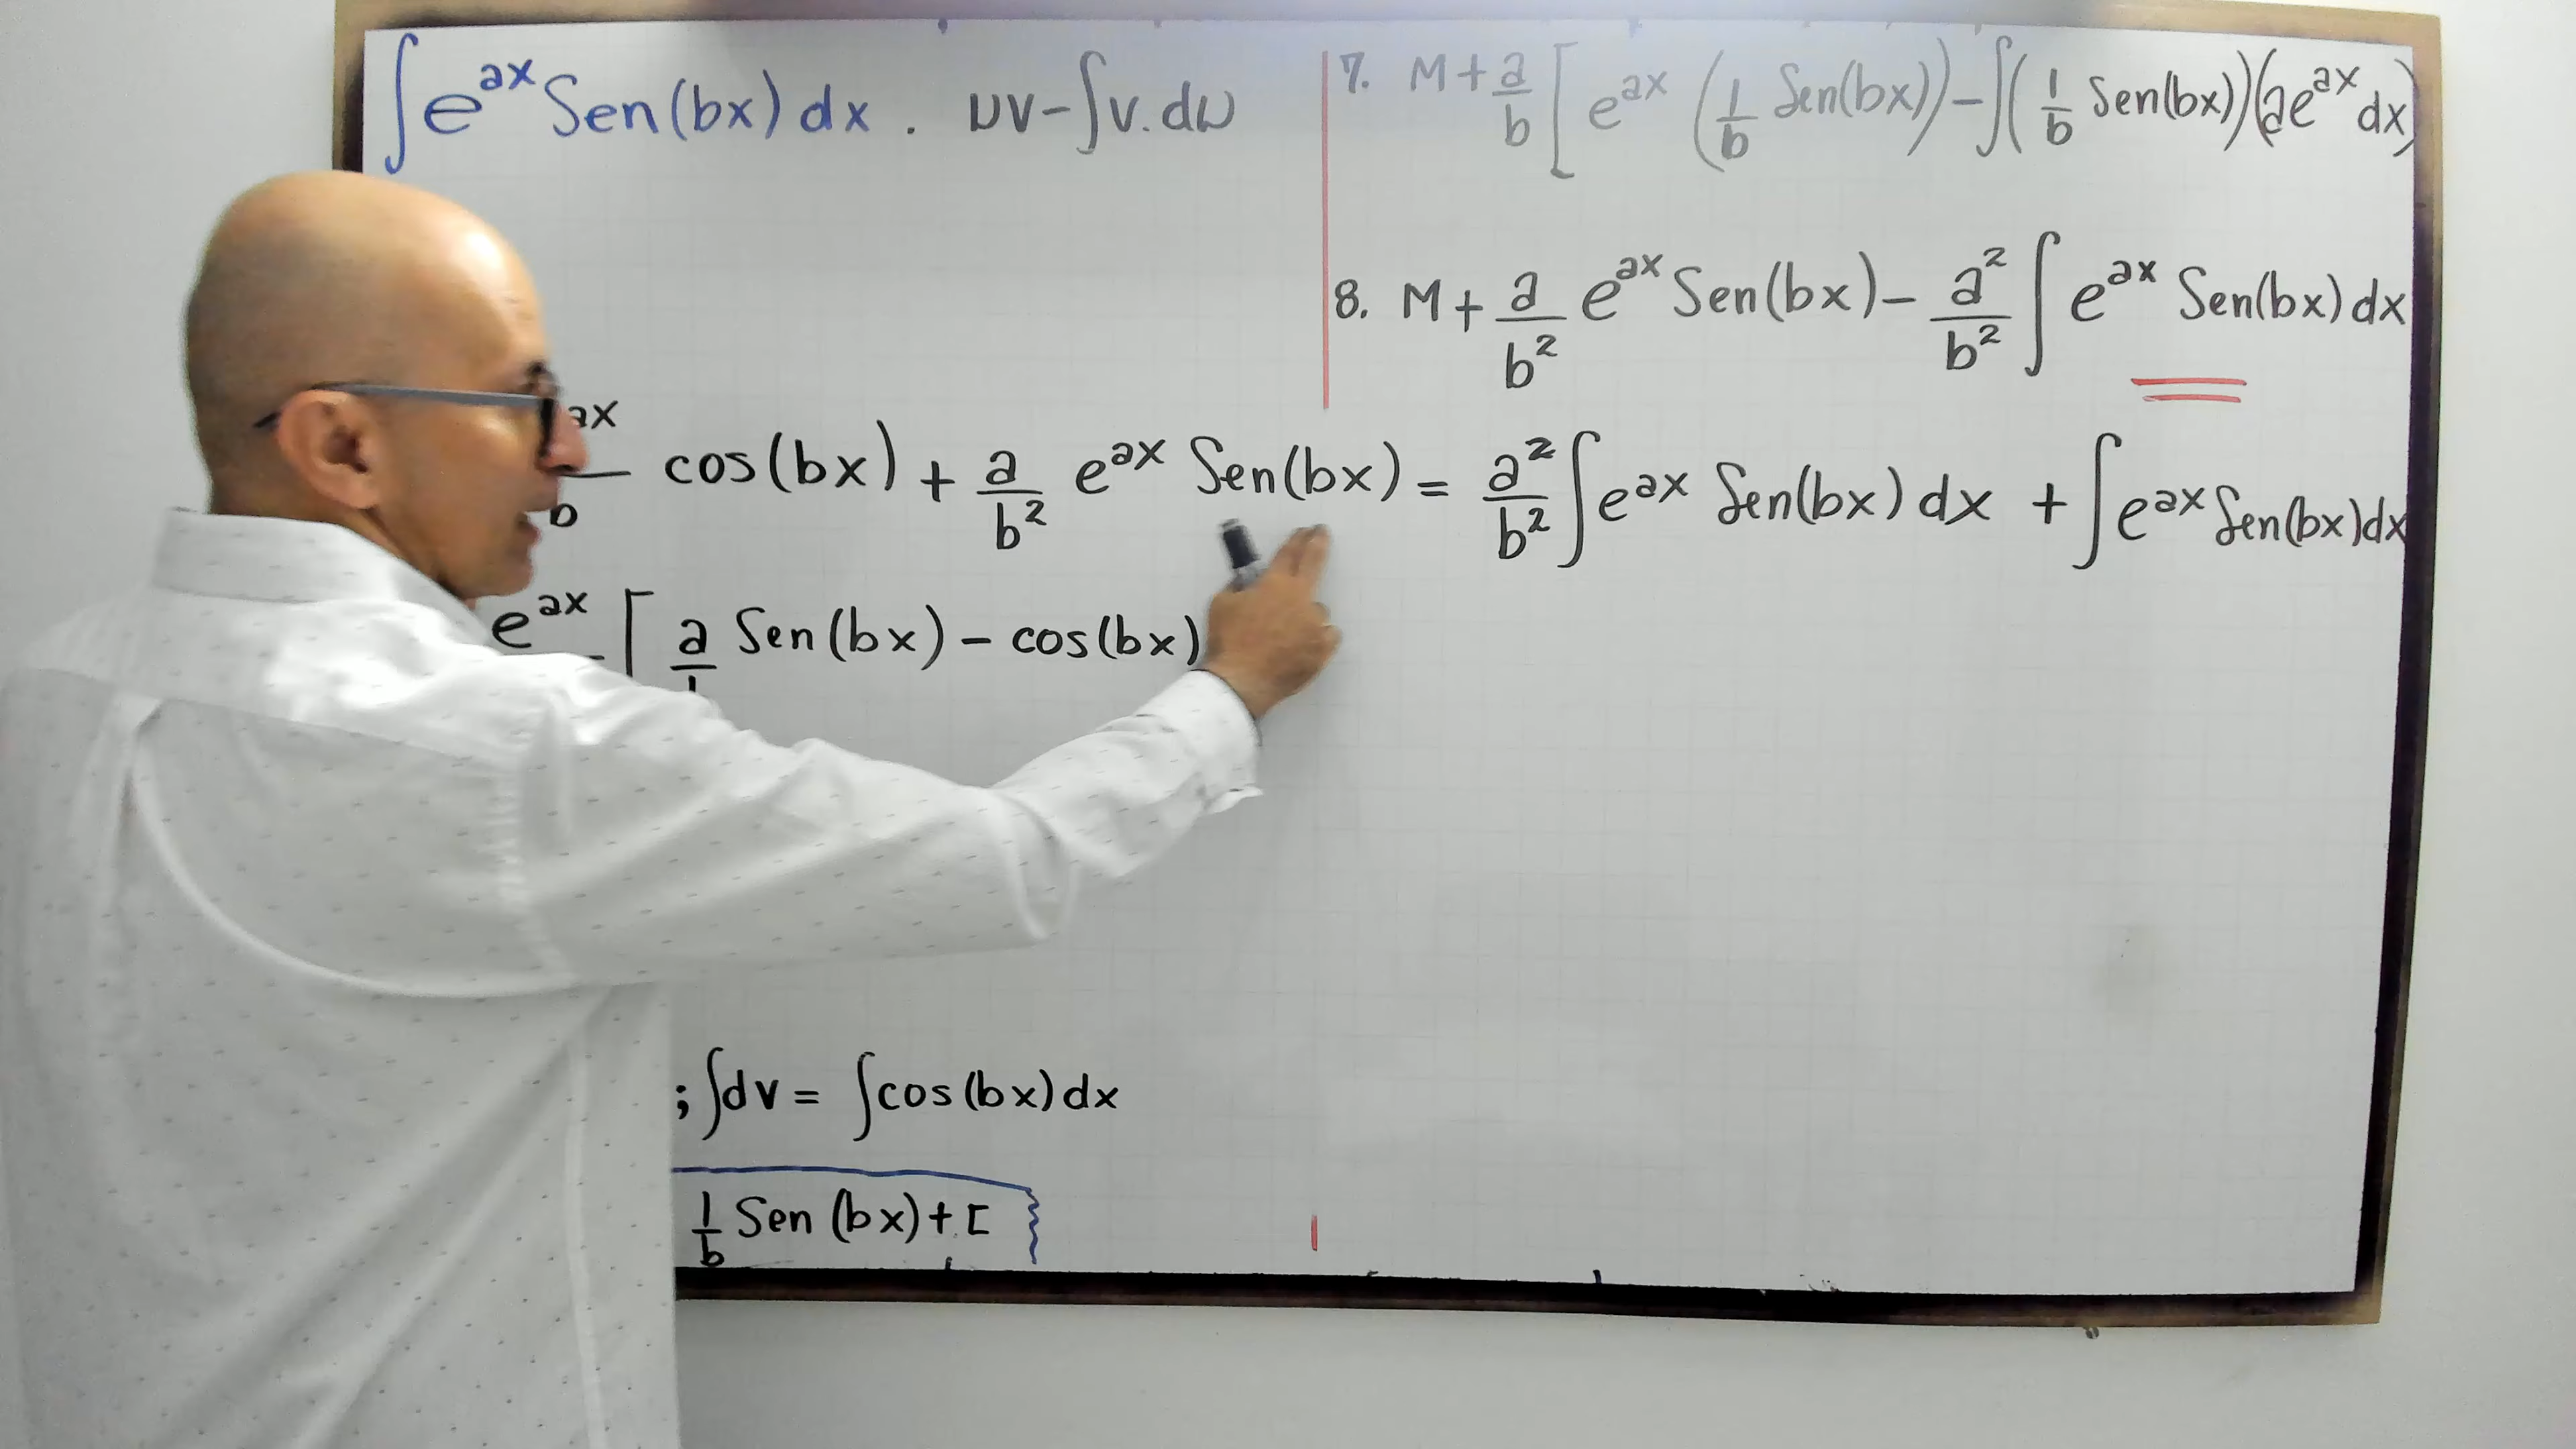 ∫e^ax Sen(bx) dx . uv-∫v.du
7. M + a/b [ e^ax (1/b Sen(bx)) - ∫(1/b Sen(bx))(ae^ax dx)
8. M + a/b² e^ax Sen(bx) - a²/b² ∫ e^ax Sen(bx) dx
ax/b cos(bx) + a/b² e^ax Sen(bx) = a²/b² ∫e^ax Sen(bx) dx + ∫e^ax Sen(bx)dx
e^ax [ a Sen(bx) - cos(bx)
; ∫dv = ∫cos(bx)dx
1/b Sen (bx) + C